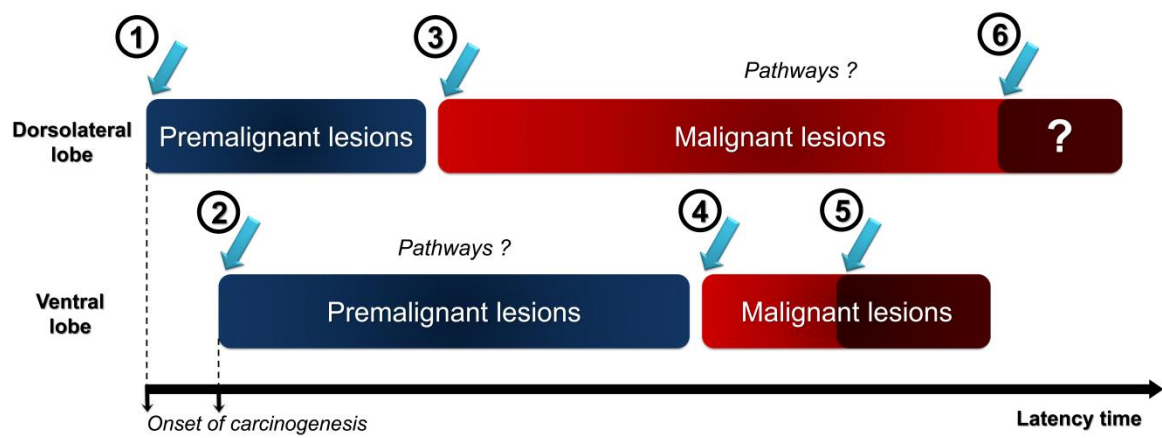 1
3
6
Pathways ?
Dorsolateral
lobe
Premalignant lesions
Malignant lesions
?
2
4
5
Pathways ?
Ventral
lobe
Premalignant lesions
Malignant lesions
Onset of carcinogenesis
Latency time